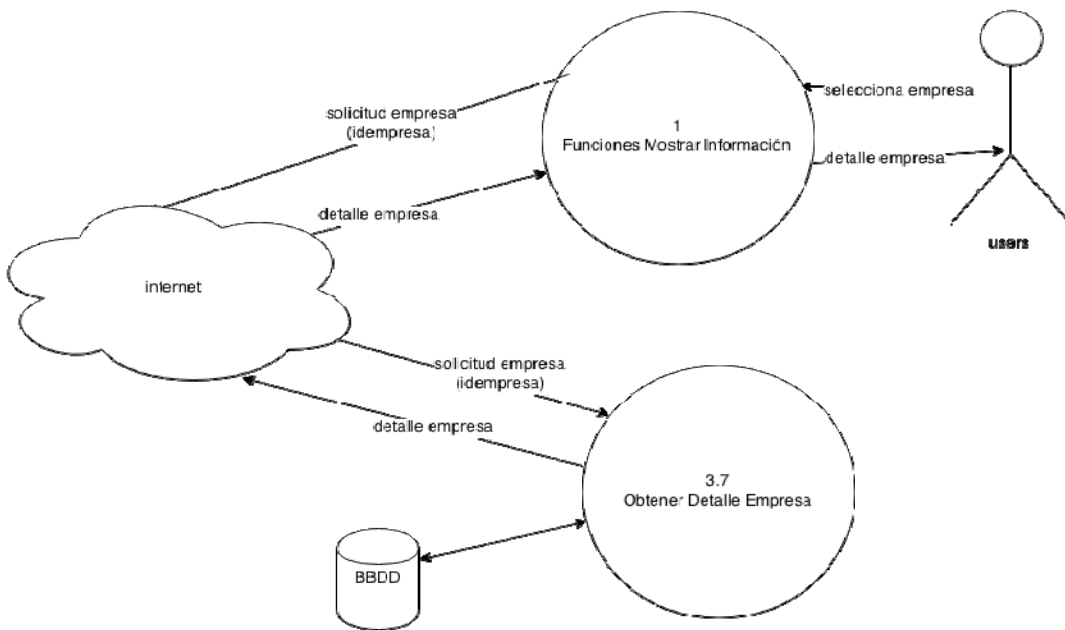 selecciona empresa
solicitud empresa
(idempresa)
1
Funciones Mostrar Información
detalle empresa
detalle empresa
users
internet
solicitud empresa
(idempresa)
detalle empresa
3.7
Obtener Detalle Empresa
BBDD